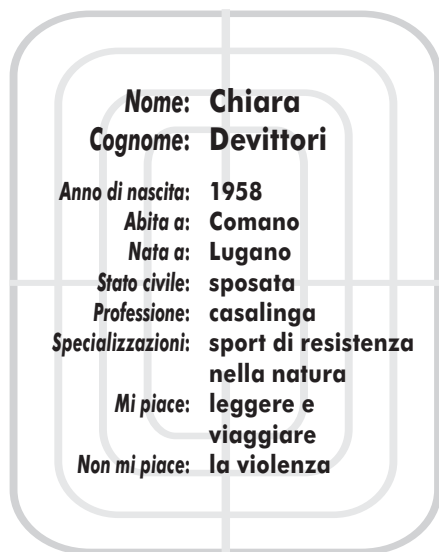 Nome: Chiara
Cognome: Devittori
Anno di nascita: 1958
Abita a: Comano
Nata a: Lugano
Stato civile: sposata
Professione: casalinga
Specializzazioni: sport di resistenza
nella natura
Mi piace: leggere e
viaggiare
Non mi piace: la violenza